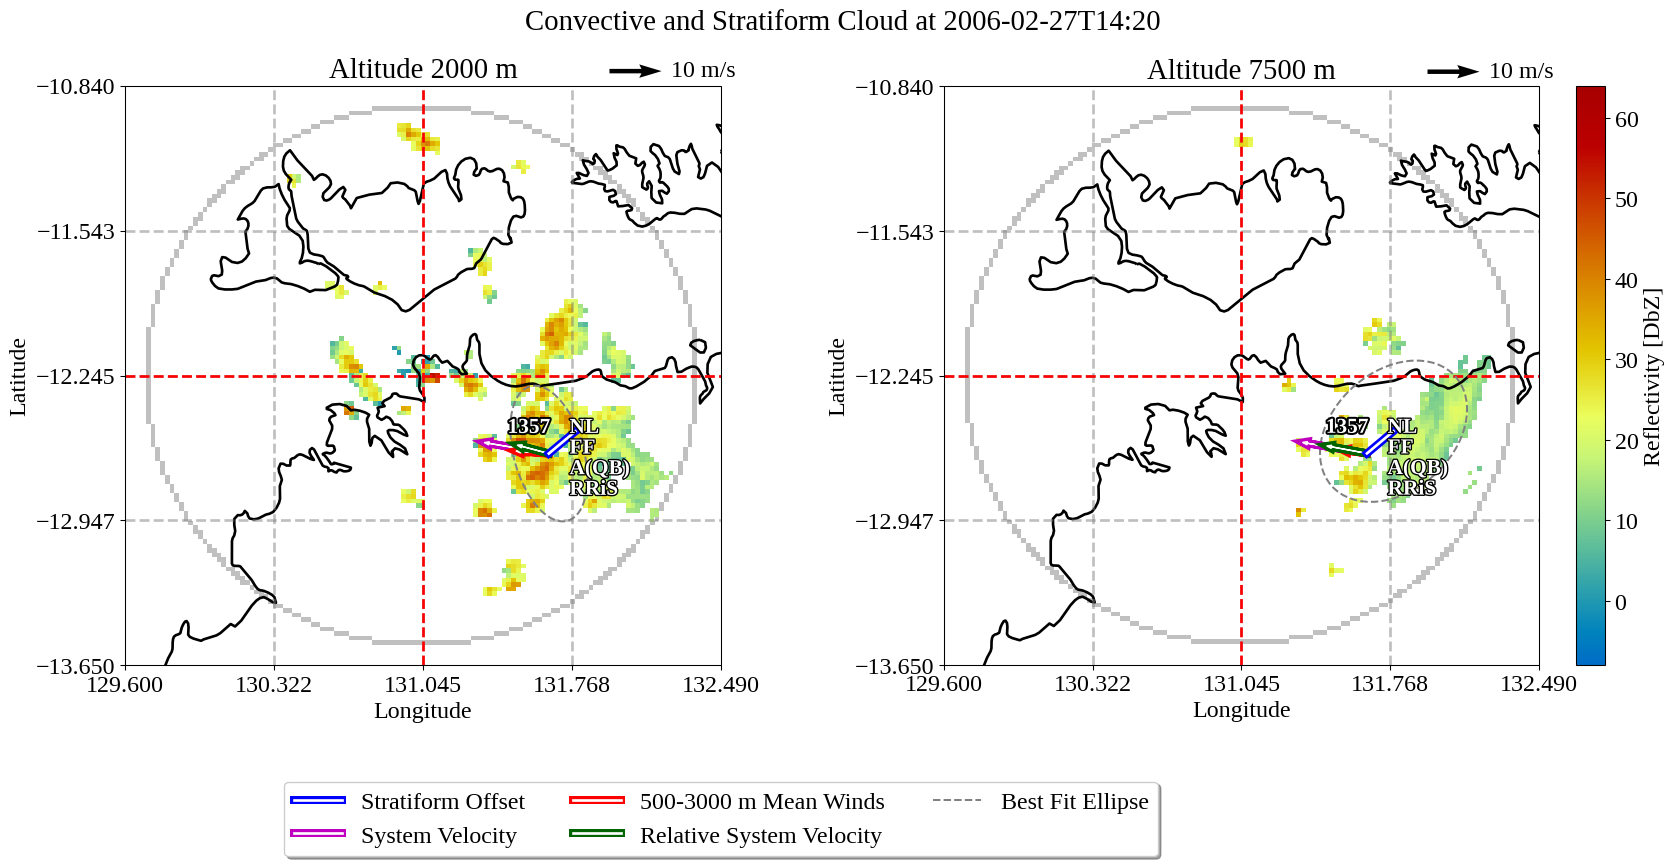 Convective and Stratiform Cloud at 2006-02-27T14:20
Altitude 2000 m
10 m/s
−10.840
−11.543
−12.245
−12.947
−13.650
Latitude
129.600
130.322
131.045
131.768
132.490
Longitude
1357
NL
FF
A(QB)
RRiS
Altitude 7500 m
10 m/s
−10.840
−11.543
−12.245
−12.947
−13.650
Latitude
129.600
130.322
131.045
131.768
132.490
Longitude
1357
NL
FF
A(QB)
RRiS
60
50
40
30
20
10
0
Reflectivity [DbZ]
Stratiform Offset
System Velocity
500-3000 m Mean Winds
Relative System Velocity
Best Fit Ellipse